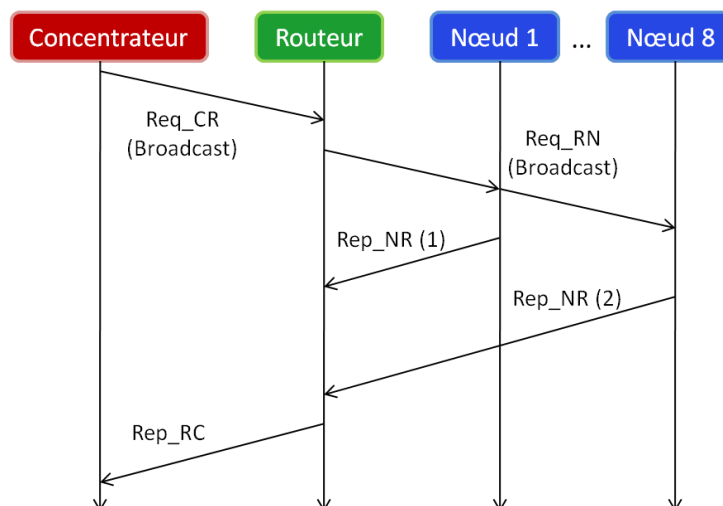 Concentrateur
Routeur
Nœud 1
...
Nœud 8
Req_CR
(Broadcast)
Req_RN
(Broadcast)
Rep_NR (1)
Rep_NR (2)
Rep_RC